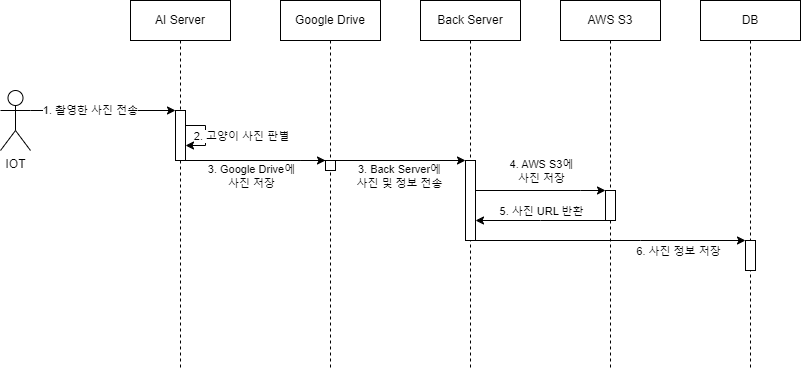 AI Server
Google Drive
Back Server
AWS S3
DB
1. 촬영한 사진 전송
2. 고양이 사진 판별
IOT
3. Google Drive에
사진 저장
3. Back Server에
사진 및 정보 전송
4. AWS S3에
사진 저장
5. 사진 URL 반환
6. 사진 정보 저장